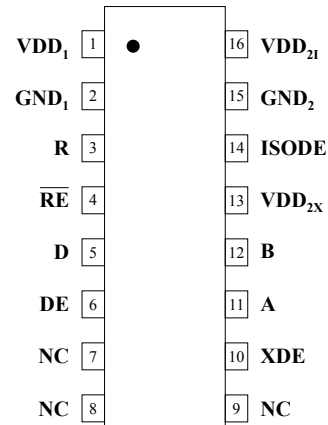 VDD₁ 1 16 VDD₂I
GND₁ 2 15 GND₂
R 3 14 ISODE
R̅E̅ 4 13 VDD₂X
D 5 12 B
DE 6 11 A
NC 7 10 XDE
NC 8 9 NC